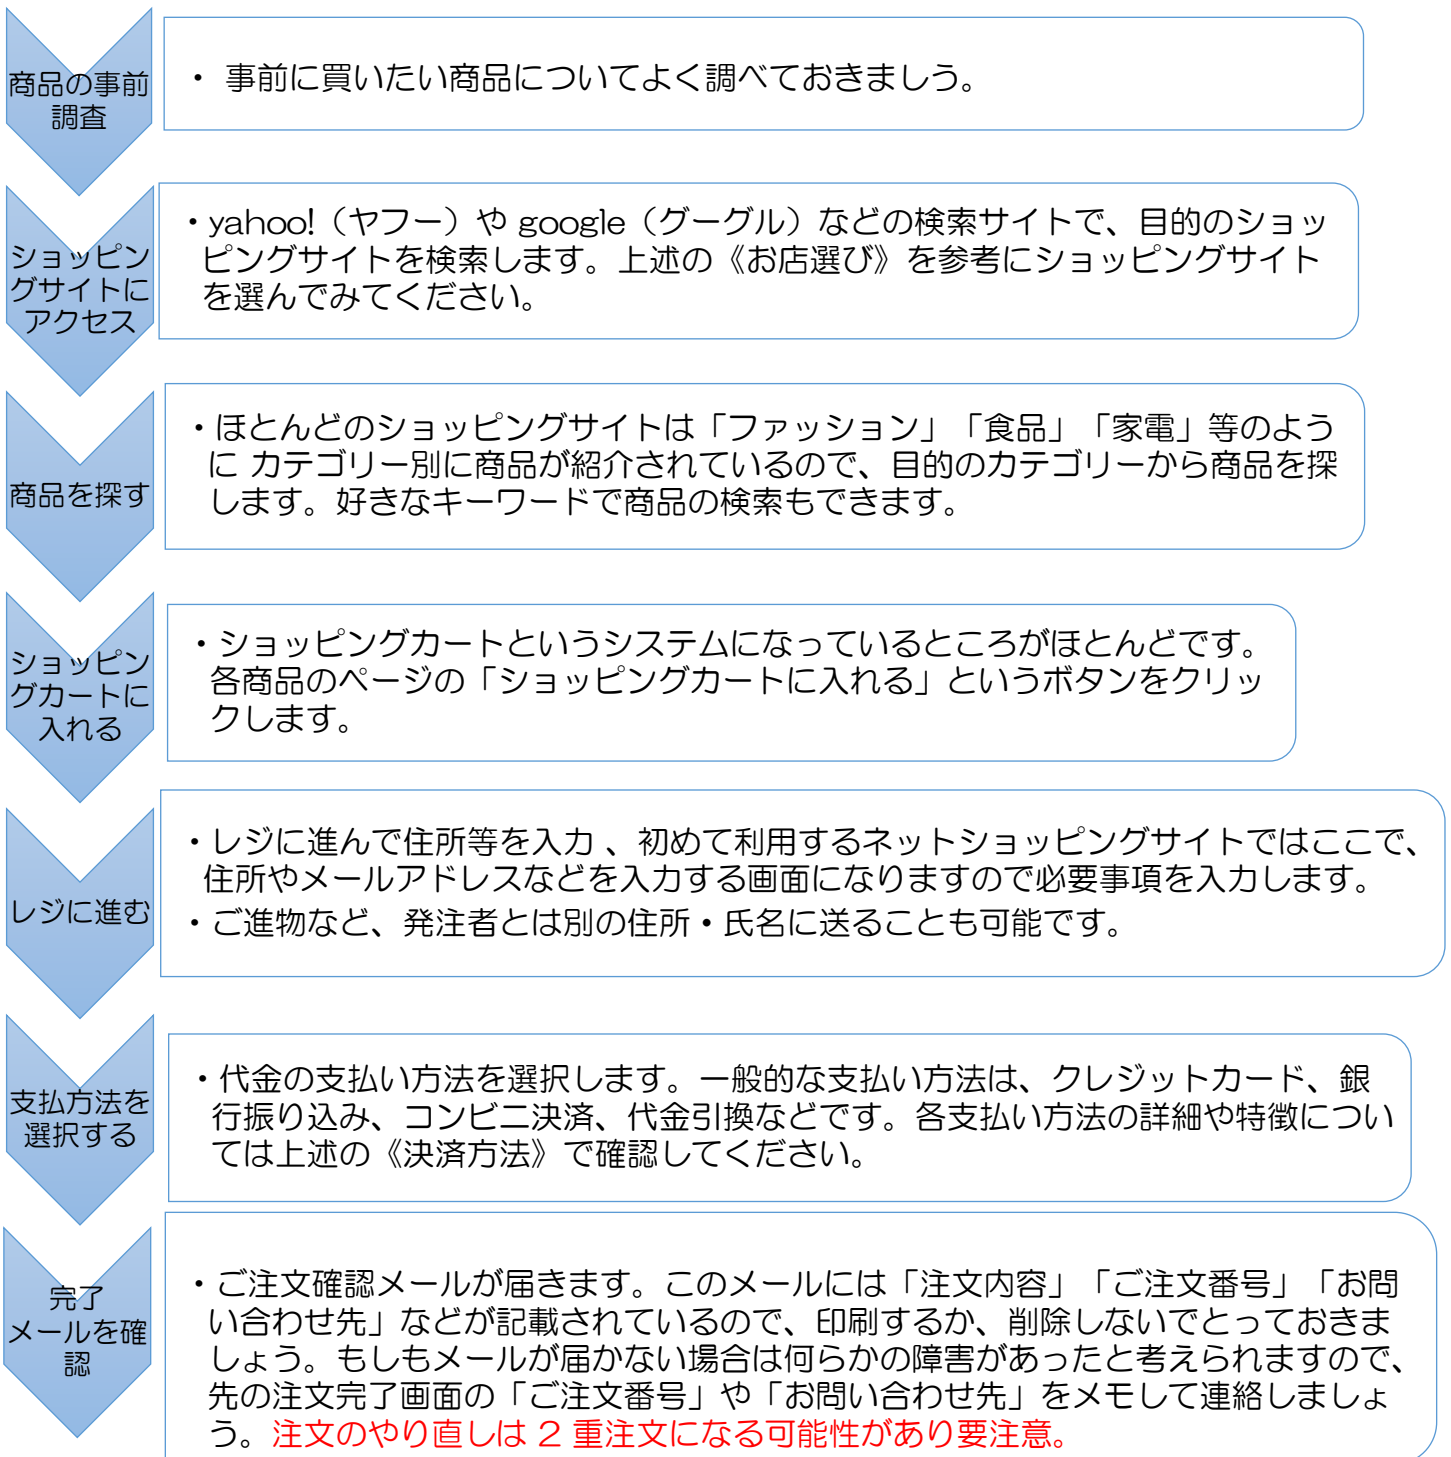 商品の事前
調査
・ 事前に買いたい商品についてよく調べておきましう。
ショッピン
グサイトに
アクセス
・yahoo!（ヤフー）や google（グーグル）などの検索サイトで、目的のショッ
ピングサイトを検索します。上述の《お店選び》を参考にショッピングサイト
を選んでみてください。
商品を探す
・ほとんどのショッピングサイトは「ファッション」「食品」「家電」等のよう
に カテゴリー別に商品が紹介されているので、目的のカテゴリーから商品を探
します。好きなキーワードで商品の検索もできます。
ショッピン
グカートに
入れる
・ショッピングカートというシステムになっているところがほとんどです。
各商品のページの「ショッピングカートに入れる」というボタンをクリッ
クします。
レジに進む
・レジに進んで住所等を入力 、初めて利用するネットショッピングサイトではここで、
住所やメールアドレスなどを入力する画面になりますので必要事項を入力します。
・ご進物など、発注者とは別の住所・氏名に送ることも可能です。
支払方法を
選択する
・代金の支払い方法を選択します。一般的な支払い方法は、クレジットカード、銀
行振り込み、コンビニ決済、代金引換などです。各支払い方法の詳細や特徴につい
ては上述の《決済方法》で確認してください。
完了
メールを確
認
・ご注文確認メールが届きます。このメールには「注文内容」「ご注文番号」「お問
い合わせ先」などが記載されているので、印刷するか、削除しないでとっておきま
しょう。もしもメールが届かない場合は何らかの障害があったと考えられますので、
先の注文完了画面の「ご注文番号」や「お問い合わせ先」をメモして連絡しましょ
う。注文のやり直しは 2 重注文になる可能性があり要注意。